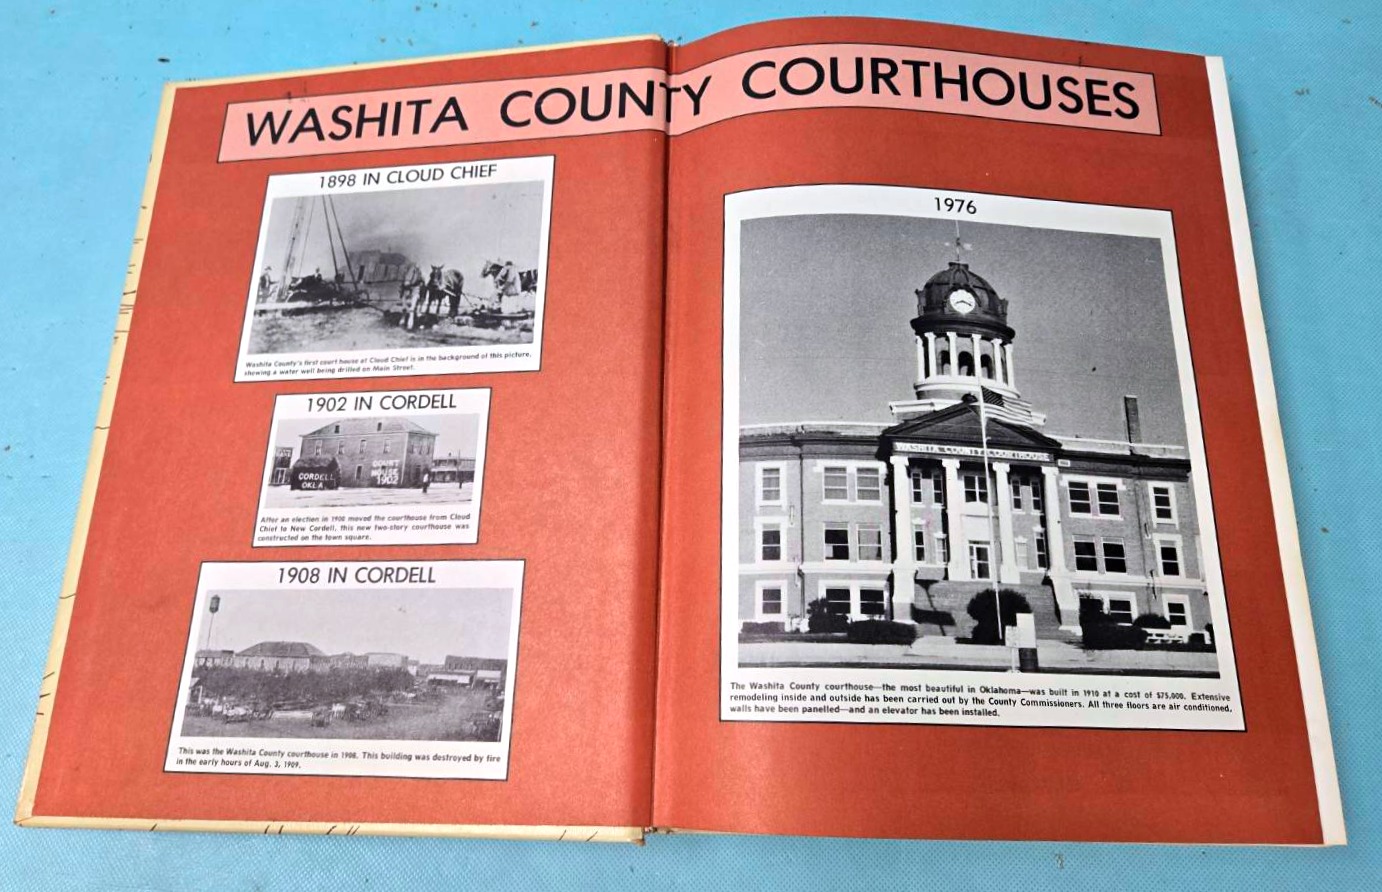 WASHITA COUNTY COURTHOUSES
1898 IN CLOUD CHIEF
Washita County's first court house at Cloud Chief is in the background of this picture,
showing a water well being drilled on Main Street.
1902 IN CORDELL
CORDELL
OKLA
COURT
HOUSE
1902
After an election in 1900 moved the courthouse from Cloud
Chief to New Cordell, this new two-story courthouse was
constructed on the town square.
1908 IN CORDELL
This was the Washita County courthouse in 1908. This building was destroyed by fire
in the early hours of Aug. 3, 1909.
1976
WASHITA COUNTY COURTHOUSE
The Washita County courthouse—the most beautiful in Oklahoma—was built in 1910 at a cost of $75,000. Extensive
remodeling inside and outside has been carried out by the County Commissioners. All three floors are air conditioned,
walls have been panelled—and an elevator has been installed.